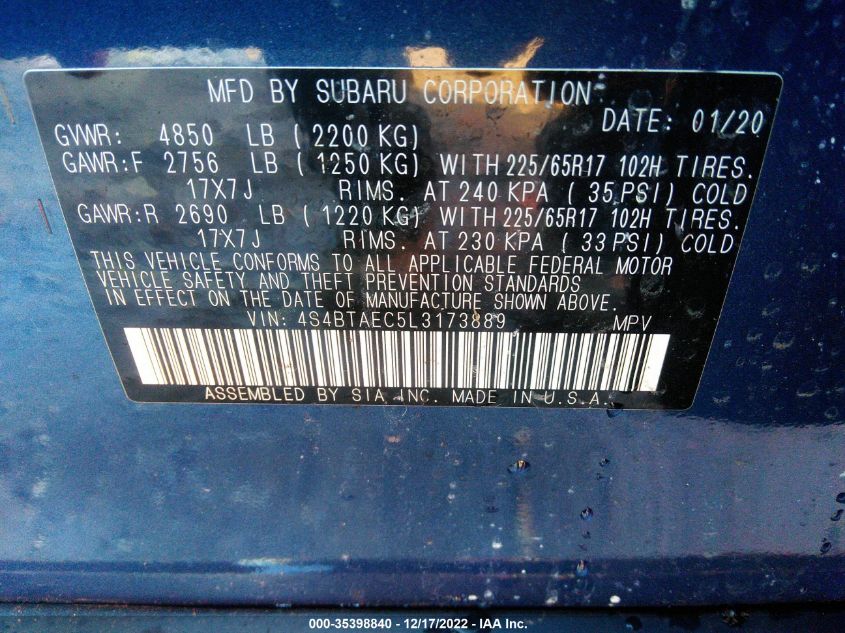 MFD BY SUBARU CORPORATION
DATE: 01/20
GVWR: 4850 LB ( 2200 KG)
GAWR:F 2756 LB ( 1250 KG) WITH 225/65R17 102H TIRES.
17X7J RIMS. AT 240 KPA ( 35 PSI) COLD
GAWR:R 2690 LB ( 1220 KG) WITH 225/65R17 102H TIRES.
17X7J RIMS. AT 230 KPA ( 33 PSI) COLD
THIS VEHICLE CONFORMS TO ALL APPLICABLE FEDERAL MOTOR
VEHICLE SAFETY AND THEFT PREVENTION STANDARDS
IN EFFECT ON THE DATE OF MANUFACTURE SHOWN ABOVE.
VIN: 4S4BTAEC5L3173889 MPV
ASSEMBLED BY SIA, INC. MADE IN U.S.A.
000-35398840 - 12/17/2022 - IAA Inc.